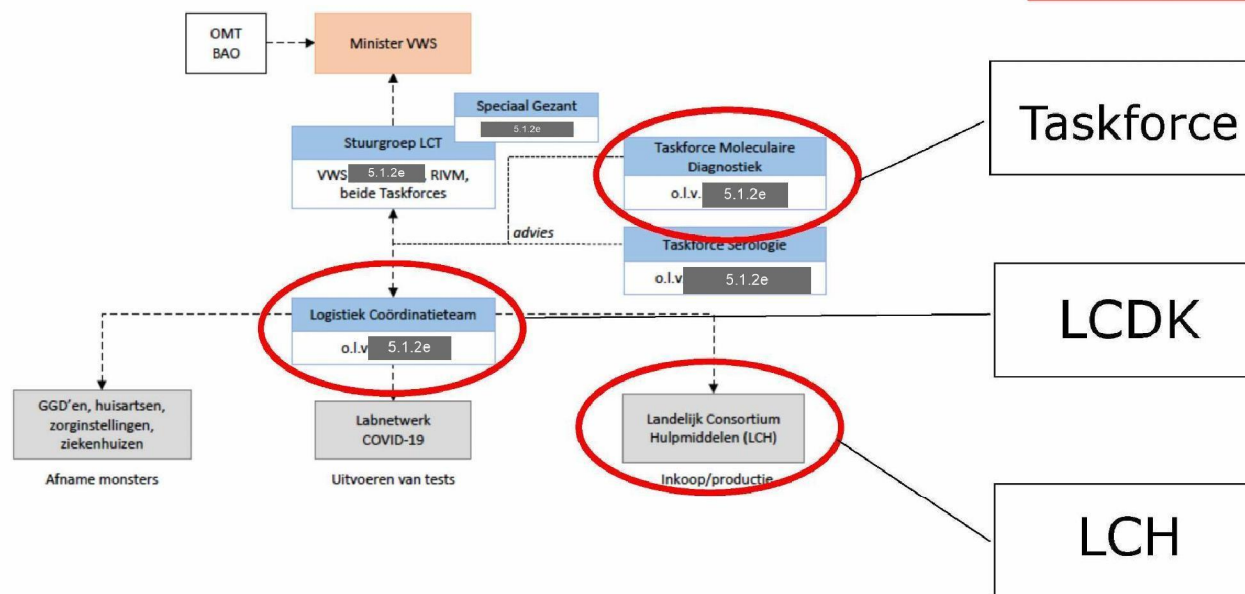 OMT
BAO
Minister VWS
Speciaal Gezant
5.1.2e
Stuurgroep LCT
VWS 5.1.2e, RIVM,
beide Taskforces
Taskforce Moleculaire
Diagnostiek
o.l.v. 5.1.2e
Taskforce
advies
Taskforce Serologie
o.l.v. 5.1.2e
Logistiek Coördinatieteam
o.l.v 5.1.2e
LCDK
GGD'en, huisartsen,
zorginstellingen,
ziekenhuizen
Afname monsters
Labnetwerk
COVID-19
Uitvoeren van tests
Landelijk Consortium
Hulpmiddelen (LCH)
Inkoop/productie
LCH